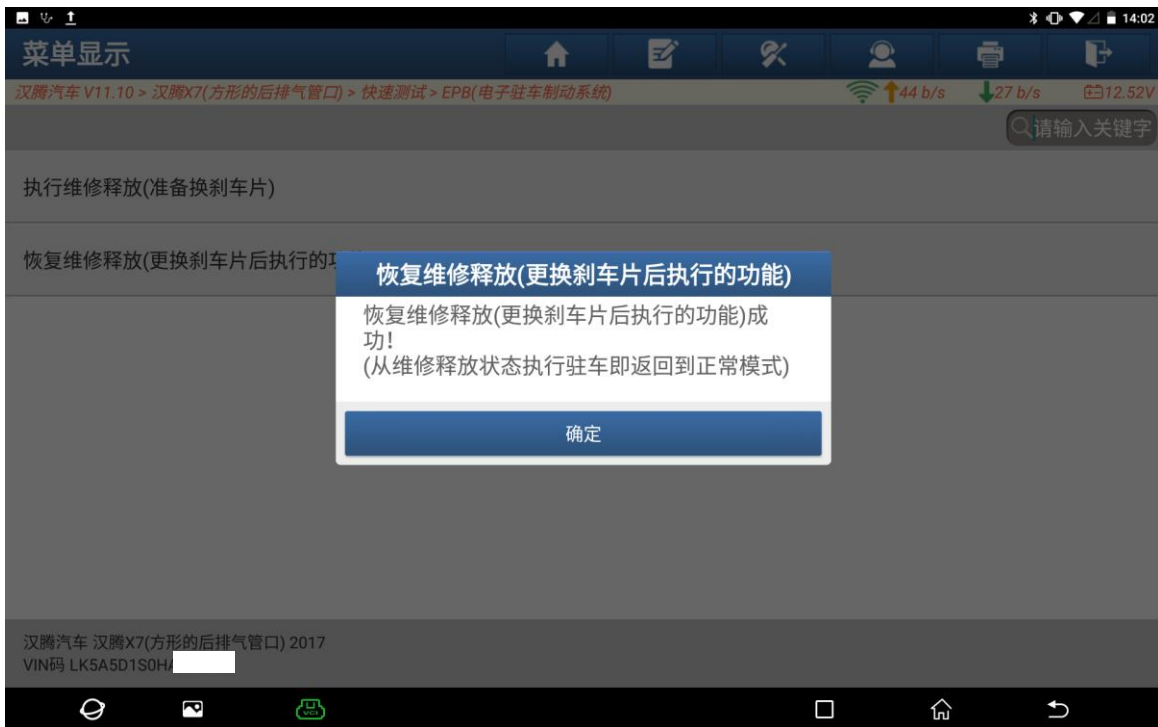 14:02
菜单显示
汉腾汽车 V11.10 > 汉腾X7(方形的后排气管口) > 快速测试 > EPB(电子驻车制动系统)
44 b/s
27 b/s
12.52V
请输入关键字
执行维修释放(准备换刹车片)
恢复维修释放(更换刹车片后执行的
恢复维修释放(更换刹车片后执行的功能)
恢复维修释放(更换刹车片后执行的功能)成
功!
(从维修释放状态执行驻车即返回到正常模式)
确定
汉腾汽车 汉腾X7(方形的后排气管口) 2017
VIN码 LK5A5D1S0H
VCI